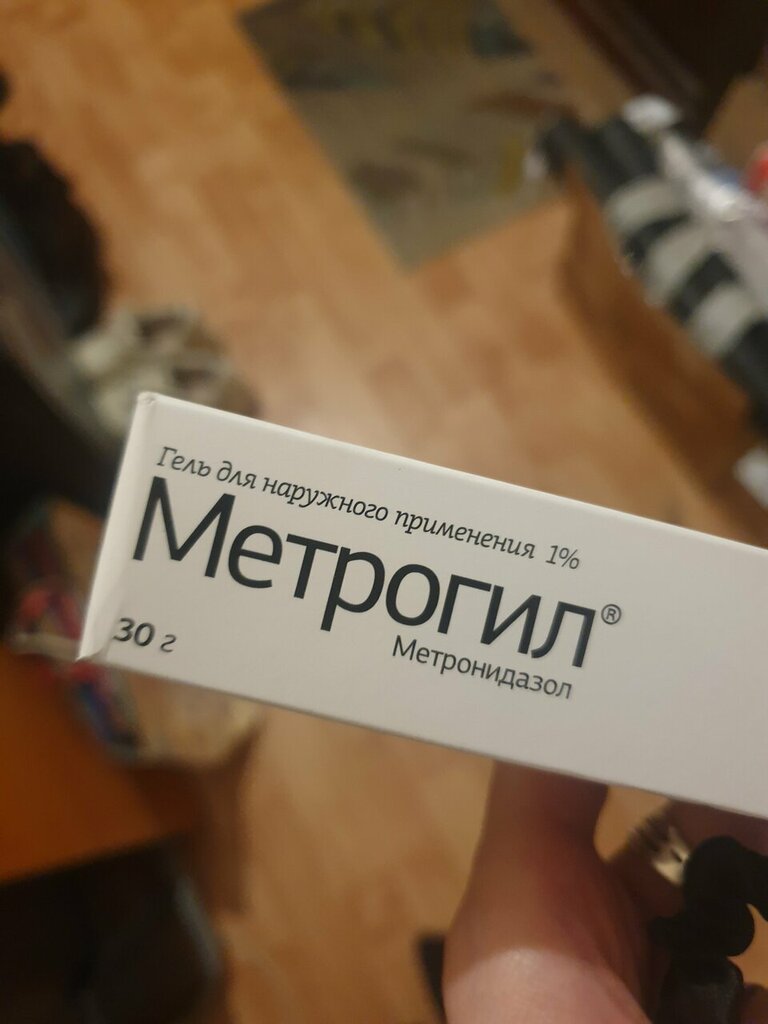 Гель для наружного применения 1%
Метрогил®
Метронидазол
30 г